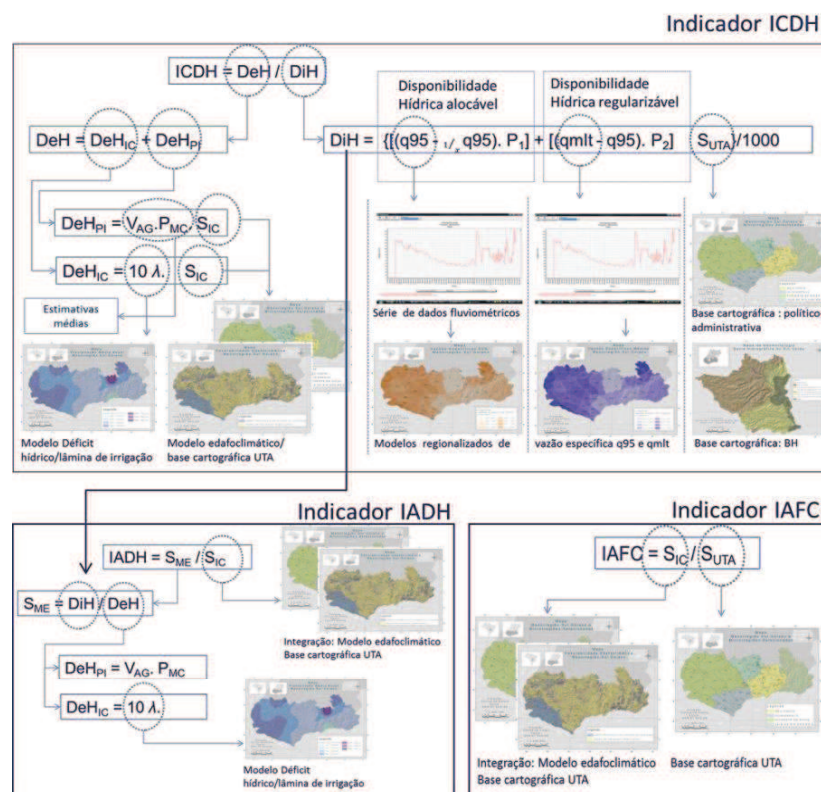 Indicador ICDH
ICDH = DeH / DiH
Disponibilidade
Hídrica alocável
Disponibilidade
Hídrica regularizável
DeH = DeH_IC + DeH_PI
DiH = {[(q95 - 1/x q95). P1] + [(qmlt - q95). P2] S_UTA}/1000
DeH_PI = V_AG. P_MC. S_IC
DeH_IC = 10 λ. S_IC
Estimativas
médias
Série de dados fluviométricos
Base cartográfica : político
administrativa
Modelo Déficit
hídrico/lâmina de irrigação
Modelo edafoclimático/
base cartográfica UTA
Modelos regionalizados de vazão específica q95 e qmlt
Base cartográfica: BH
Indicador IADH
IADH = S_ME / S_IC
S_ME = DiH / DeH
Integração: Modelo edafoclimático
Base cartográfica UTA
DeH_PI = V_AG. P_MC
DeH_IC = 10 λ.
Modelo Déficit
hídrico/lâmina de irrigação
Indicador IAFC
IAFC = S_IC / S_UTA
Integração: Modelo edafoclimático
Base cartográfica UTA
Base cartográfica UTA